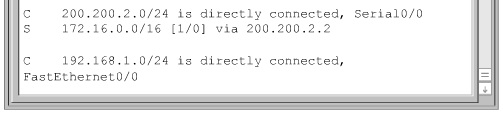 C    200.200.2.0/24 is directly connected, Serial0/0
S    172.16.0.0/16 [1/0] via 200.200.2.2
C    192.168.1.0/24 is directly connected,
FastEthernet0/0